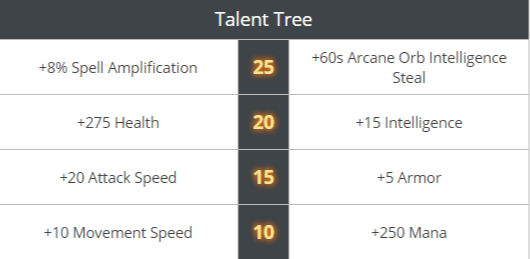 Talent Tree
+8% Spell Amplification
25
+60s Arcane Orb Intelligence
Steal
+275 Health
20
+15 Intelligence
+20 Attack Speed
15
+5 Armor
+10 Movement Speed
10
+250 Mana